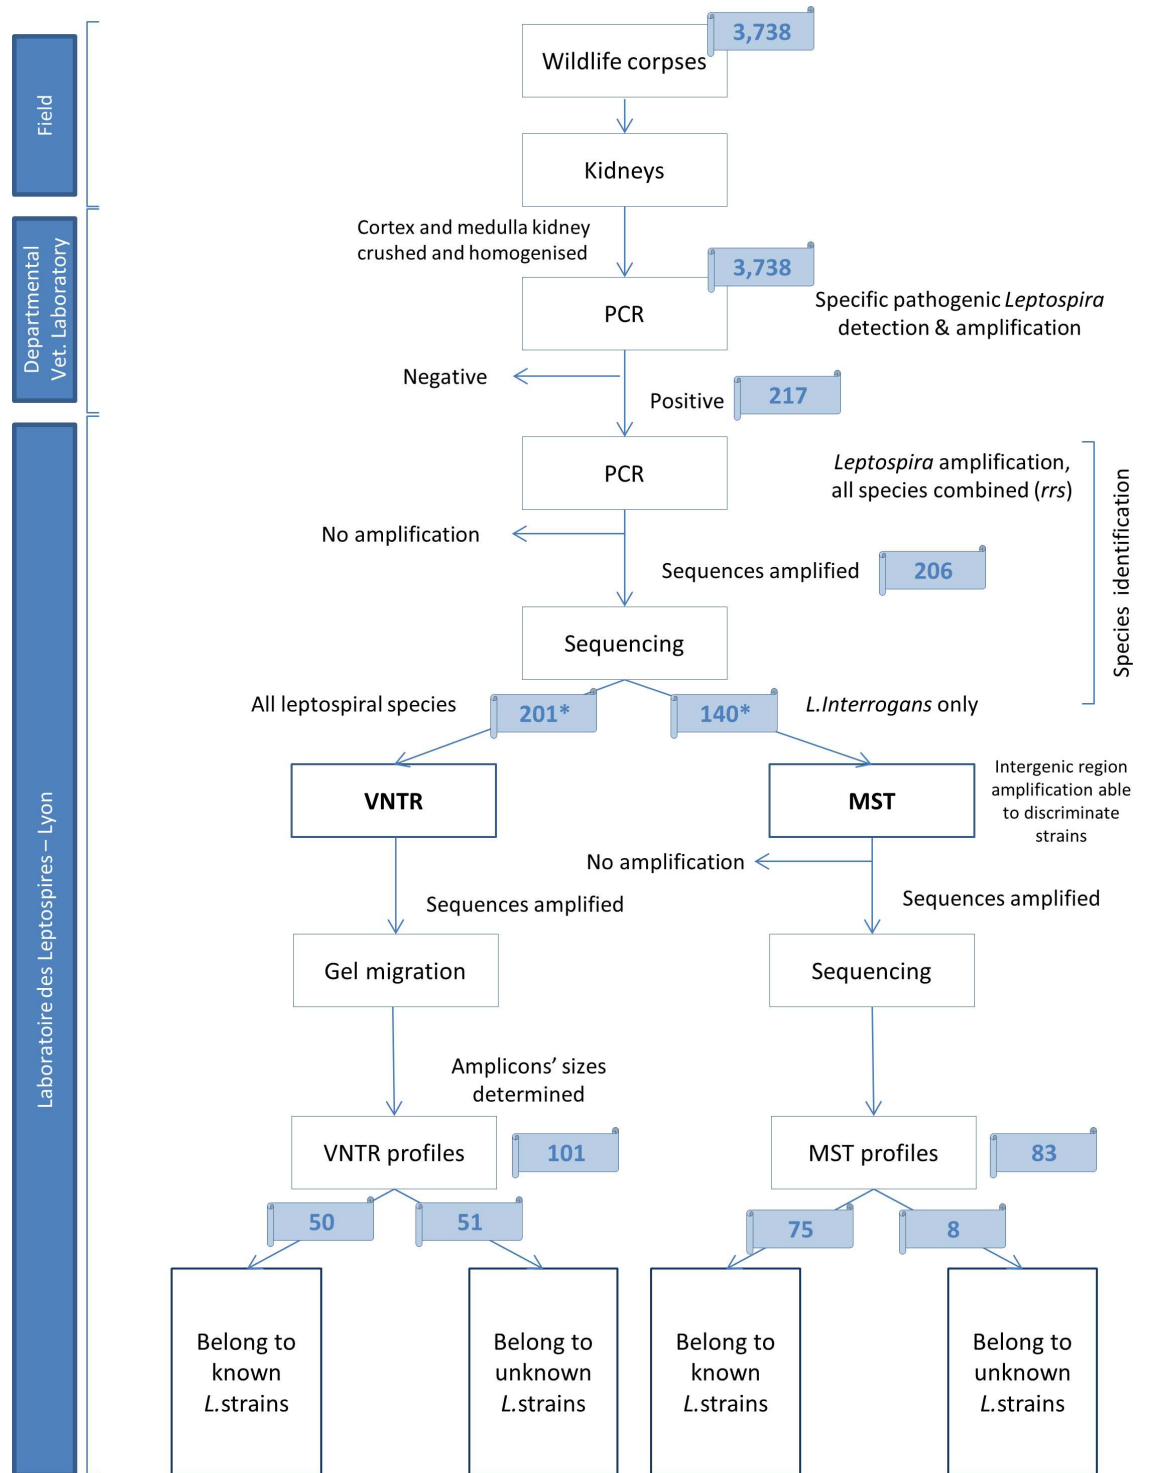 Field
3,738
Wildlife corpses
Kidneys
Departmental
Vet. Laboratory
Cortex and medulla kidney
crushed and homogenised
3,738
PCR
Specific pathogenic Leptospira
detection & amplification
Negative
Positive
217
Laboratoire des Leptospires – Lyon
PCR
Leptospira amplification,
all species combined (rrs)
Species identification
No amplification
Sequences amplified
206
Sequencing
All leptospiral species
201*
140*
L.Interrogans only
VNTR
MST
Intergenic region
amplification able
to discriminate
strains
No amplification
Sequences amplified
Sequences amplified
Gel migration
Sequencing
Amplicons’ sizes
determined
VNTR profiles
101
MST profiles
83
50
51
75
8
Belong to
known
L.strains
Belong to
unknown
L.strains
Belong to
known
L.strains
Belong to
unknown
L.strains